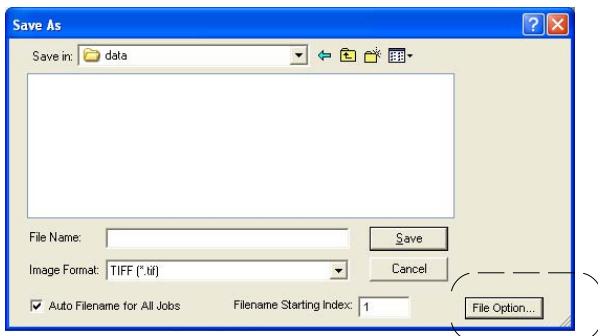 Save As
Save in: data
File Name:
Save
Image Format: TIFF (*.tif)
Cancel
Auto Filename for All Jobs
Filename Starting Index: 1
File Option...